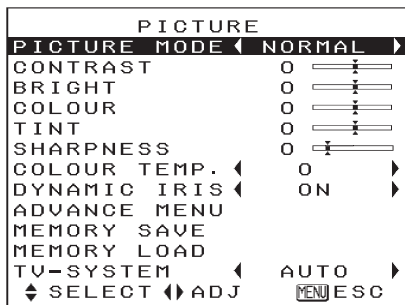 PICTURE
PICTURE MODE NORMAL
CONTRAST 0
BRIGHT 0
COLOUR 0
TINT 0
SHARPNESS 0
COLOUR TEMP. 0
DYNAMIC IRIS ON
ADVANCE MENU
MEMORY SAVE
MEMORY LOAD
TV-SYSTEM AUTO
SELECT ADJ MENU ESC